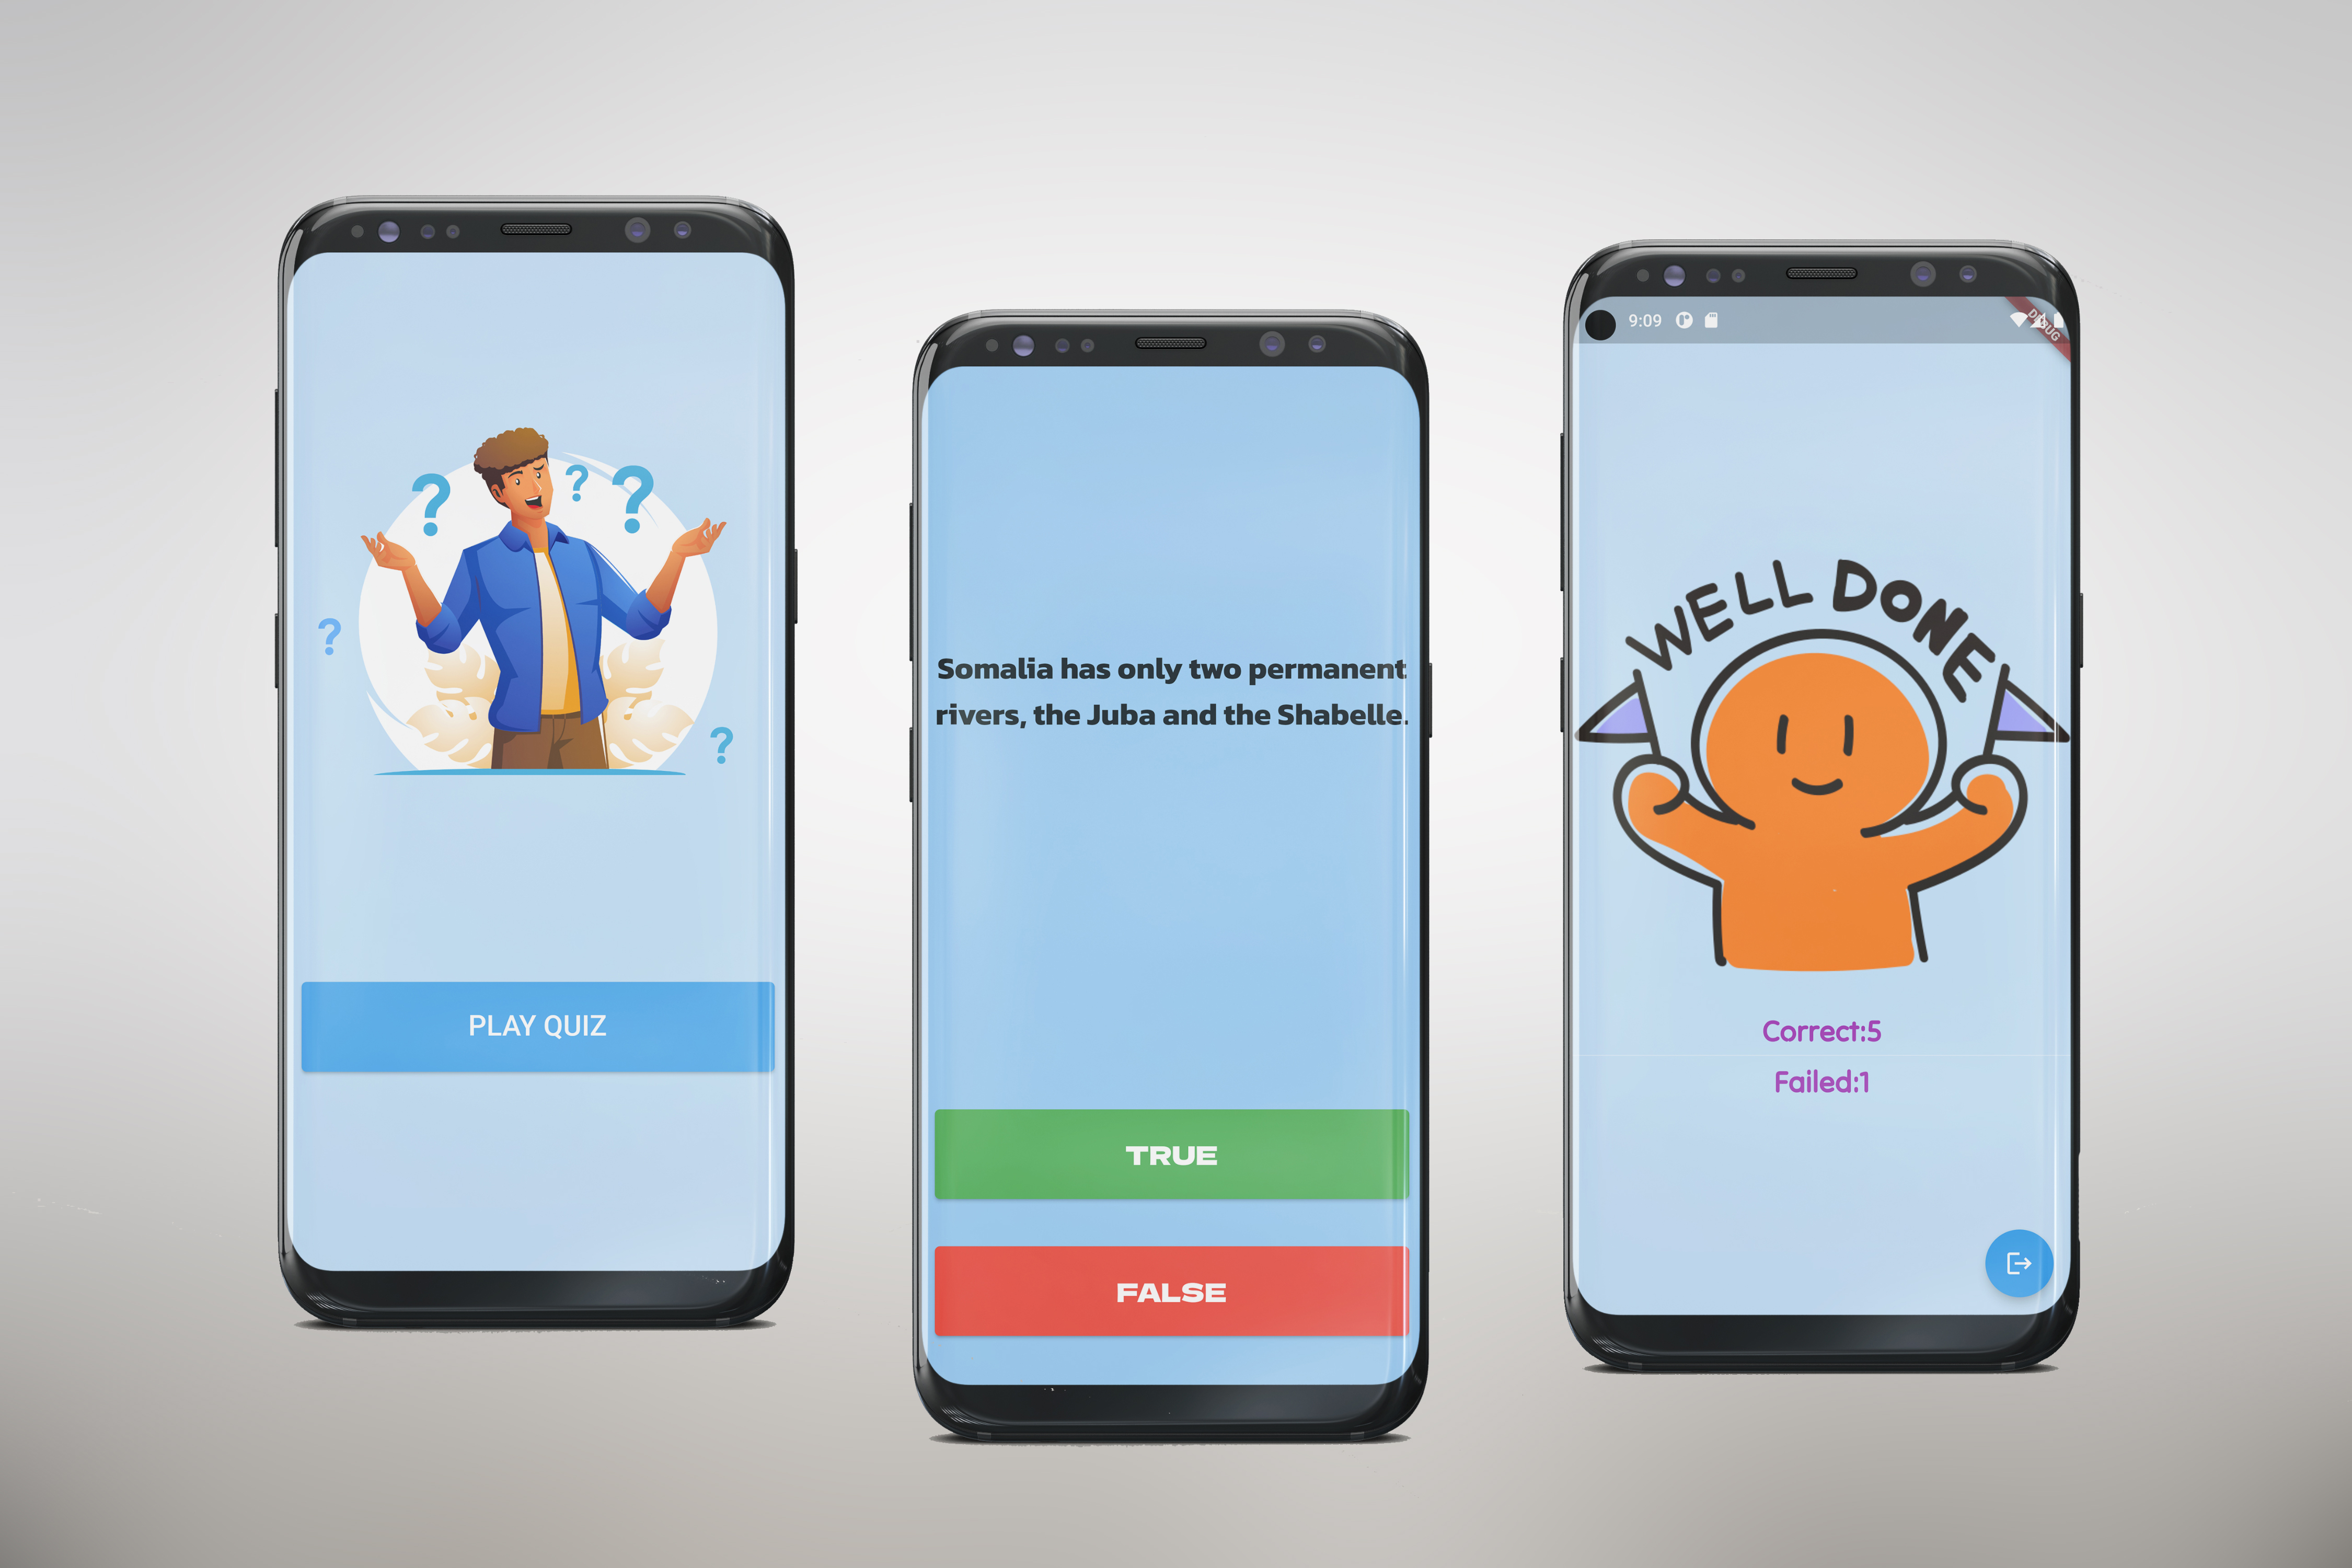 ? ? ?
?
?
PLAY QUIZ
Somalia has only two permanent
rivers, the Juba and the Shabelle.
TRUE
FALSE
9:09
DEBUG
WELL DONE
Correct:5
Failed:1